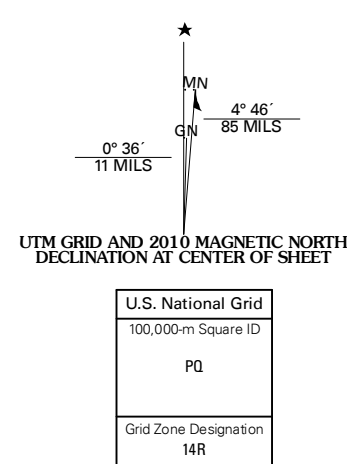 MN
4° 46´
85 MILS
GN
0° 36´
11 MILS
UTM GRID AND 2010 MAGNETIC NORTH
DECLINATION AT CENTER OF SHEET
U.S. National Grid
100,000-m Square ID
PQ
Grid Zone Designation
14R